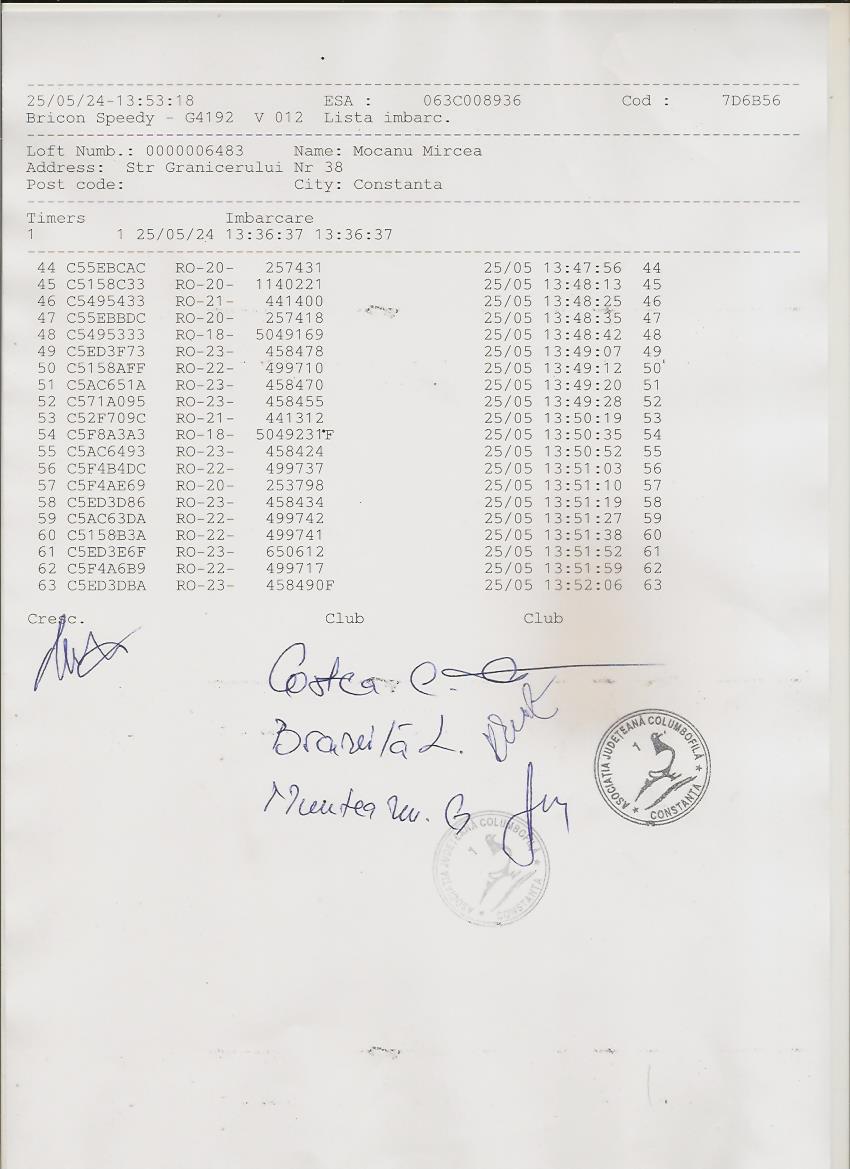 25/05/24-13:53:18 ESA : 063C008936 Cod : 7D6B56
Bricon Speedy - G4192 V 012 Lista imbarc.
Loft Numb.: 0000006483 Name: Mocanu Mircea
Address: Str Granicerului Nr 38
Post code: City: Constanta
Timers Imbarcare
1 1 25/05/24 13:36:37 13:36:37
44 C55EBCAC RO-20- 257431 25/05 13:47:56 44
45 C5158C33 RO-20- 1140221 25/05 13:48:13 45
46 C5495433 RO-21- 441400 25/05 13:48:25 46
47 C55EBBDC RO-20- 257418 25/05 13:48:35 47
48 C5495333 RO-18- 5049169 25/05 13:48:42 48
49 C5ED3F73 RO-23- 458478 25/05 13:49:07 49
50 C5158AFF RO-22- 499710 25/05 13:49:12 50
51 C5AC651A RO-23- 458470 25/05 13:49:20 51
52 C571A095 RO-23- 458455 25/05 13:49:28 52
53 C52F709C RO-21- 441312 25/05 13:50:19 53
54 C5F8A3A3 RO-18- 5049231F 25/05 13:50:35 54
55 C5AC6493 RO-23- 458424 25/05 13:50:52 55
56 C5F4B4DC RO-22- 499737 25/05 13:51:03 56
57 C5F4AE69 RO-20- 253798 25/05 13:51:10 57
58 C5ED3D86 RO-23- 458434 25/05 13:51:19 58
59 C5AC63DA RO-22- 499742 25/05 13:51:27 59
60 C5158B3A RO-22- 499741 25/05 13:51:38 60
61 C5ED3E6F RO-23- 650612 25/05 13:51:52 61
62 C5F4A6B9 RO-22- 499717 25/05 13:51:59 62
63 C5ED3DBA RO-23- 458490F 25/05 13:52:06 63
Cresc. Club Club
Costea C.
L.
Munteanu. G
ASOCIAȚIA JUDEȚEANĂ COLUMBOFILĂ
1
★ CONSTANȚA ★
ASOCIAȚIA JUDEȚEANĂ COLUMBOFILĂ
1
★ CONSTANȚA ★